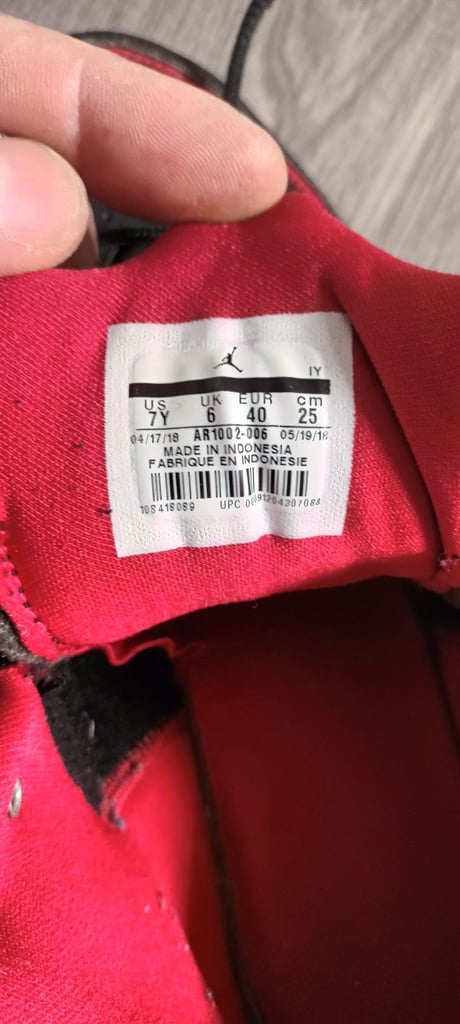 IY
US UK EUR cm
7Y 6 40 25
04/17/18 AR1002-006 05/19/18
MADE IN INDONESIA
FABRIQUE EN INDONESIE
108418089 UPC 00091204307088